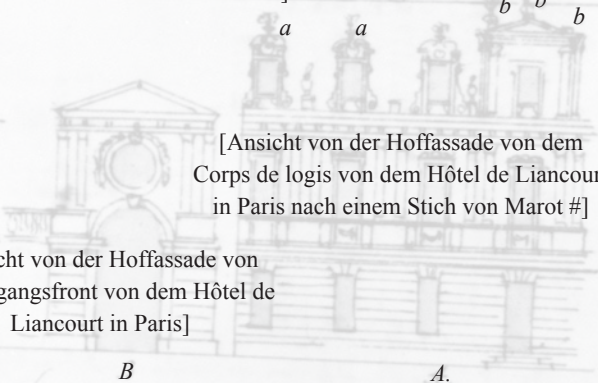 ]
b
b
b
a
a
[Ansicht von der Hoffassade von dem
Corps de logis von dem Hôtel de Liancour
in Paris nach einem Stich von Marot #]
cht von der Hoffassade von
gangsfront von dem Hôtel de
Liancourt in Paris]
B
A.